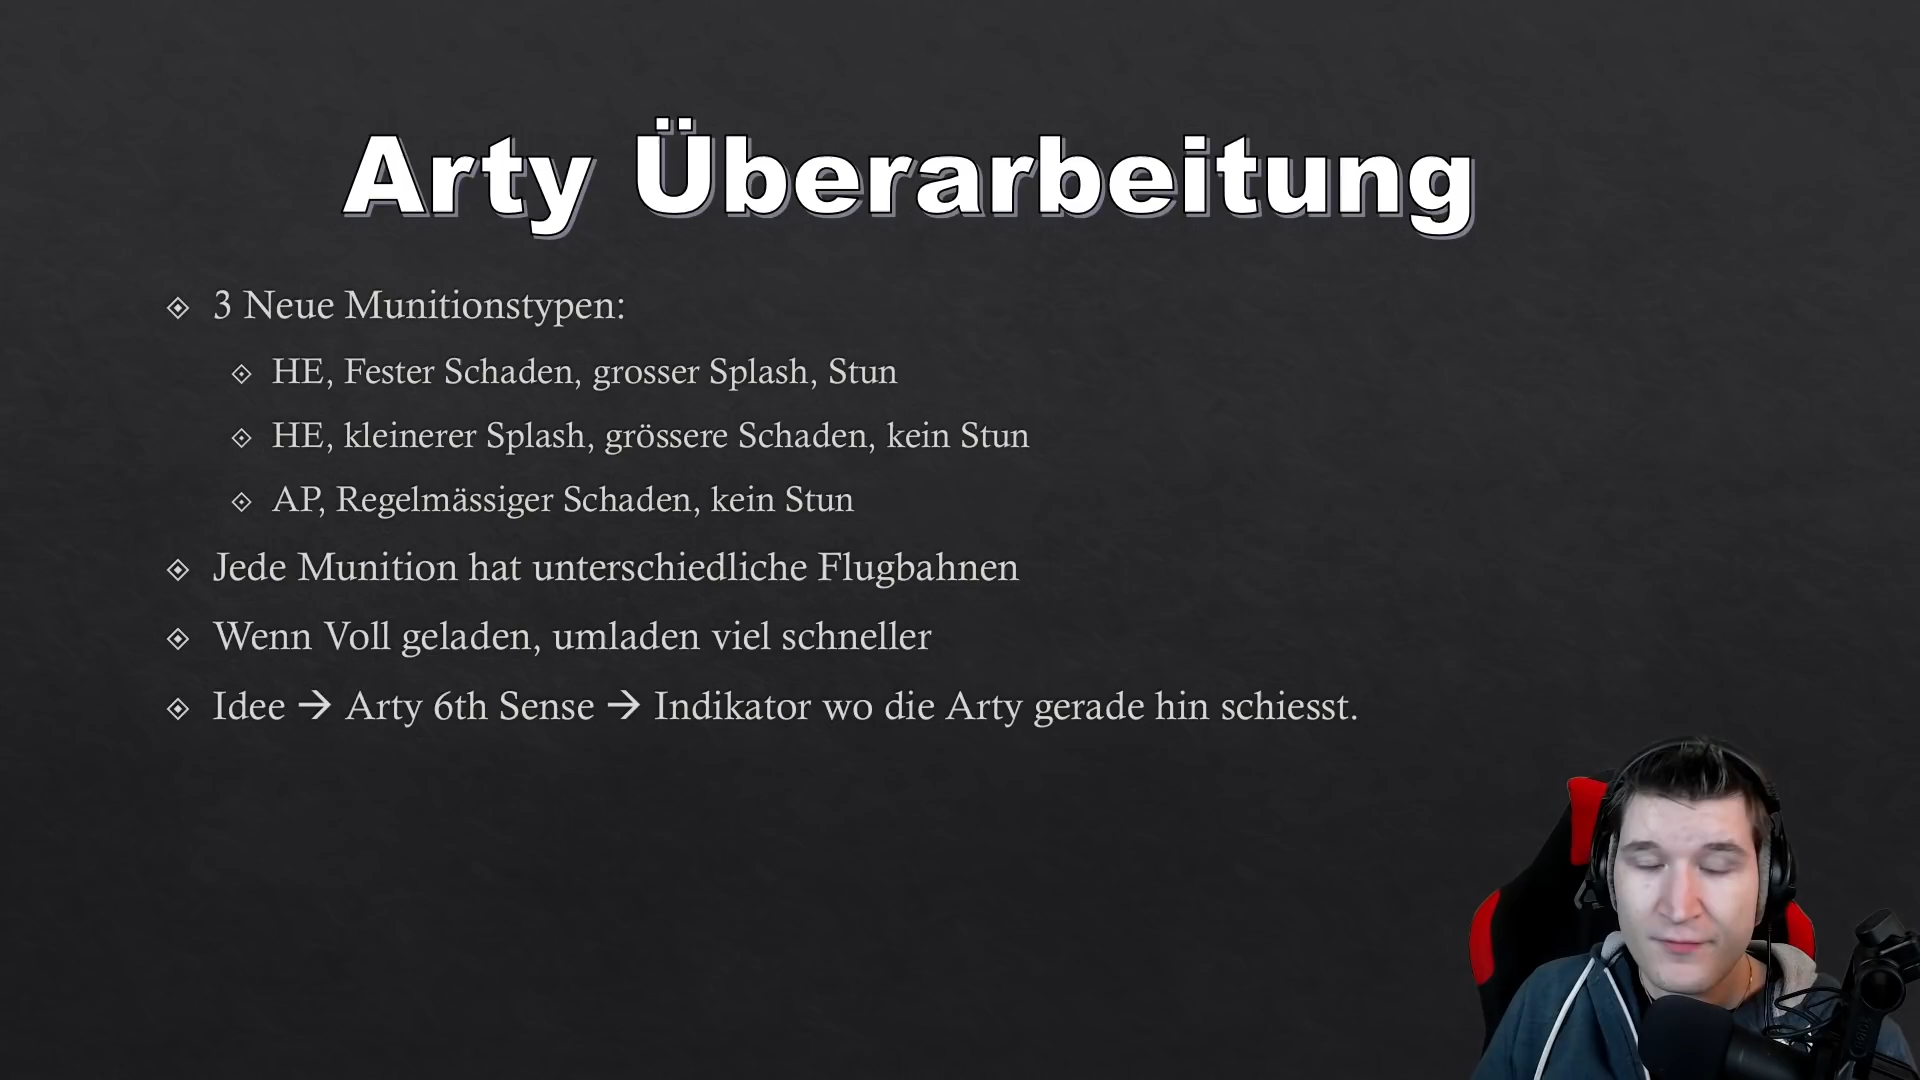 Arty Überarbeitung
3 Neue Munitionstypen:
HE, Fester Schaden, grosser Splash, Stun
HE, kleinerer Splash, grössere Schaden, kein Stun
AP, Regelmässiger Schaden, kein Stun
Jede Munition hat unterschiedliche Flugbahnen
Wenn Voll geladen, umladen viel schneller
Idee → Arty 6th Sense → Indikator wo die Arty gerade hin schiesst.